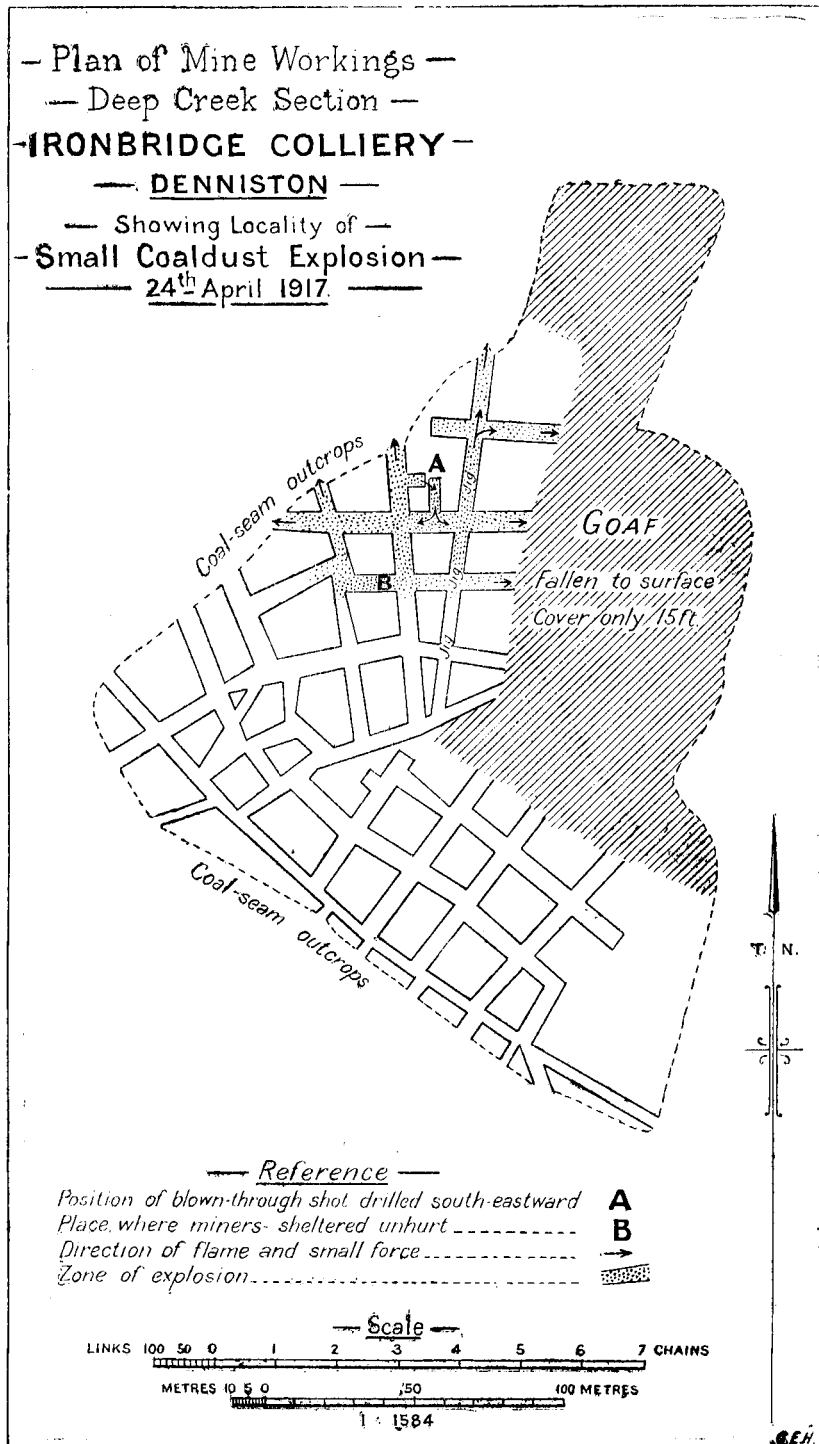 Plan of Mine Workings
Deep Creek Section
IRONBRIDGE COLLIERY
DENNISTON
Showing Locality of
Small Coaldust Explosion
24th April 1917.
Coal-seam outcrops
A
Jig
GOAF
Fallen to surface
Cover only 15ft.
B
Jig
Jig
Coal-seam outcrops
T. N.
Reference
Position of blown-through shot drilled south-eastward A
Place where miners sheltered unhurt B
Direction of flame and small force
Zone of explosion
Scale
LINKS 100 50 0 1 2 3 4 5 6 7 CHAINS
METRES 10 5 0 50 100 METRES
1 : 1584
G.E.H.